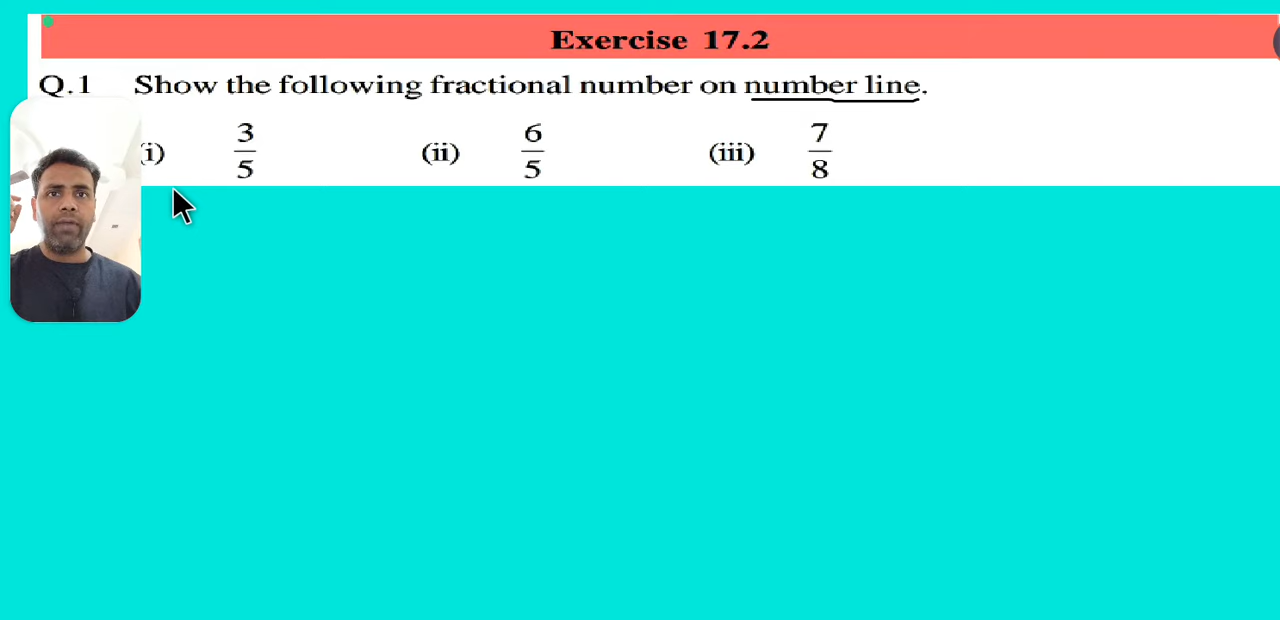 Exercise 17.2
Q.1 Show the following fractional number on number line.
(i) 3/5 (ii) 6/5 (iii) 7/8